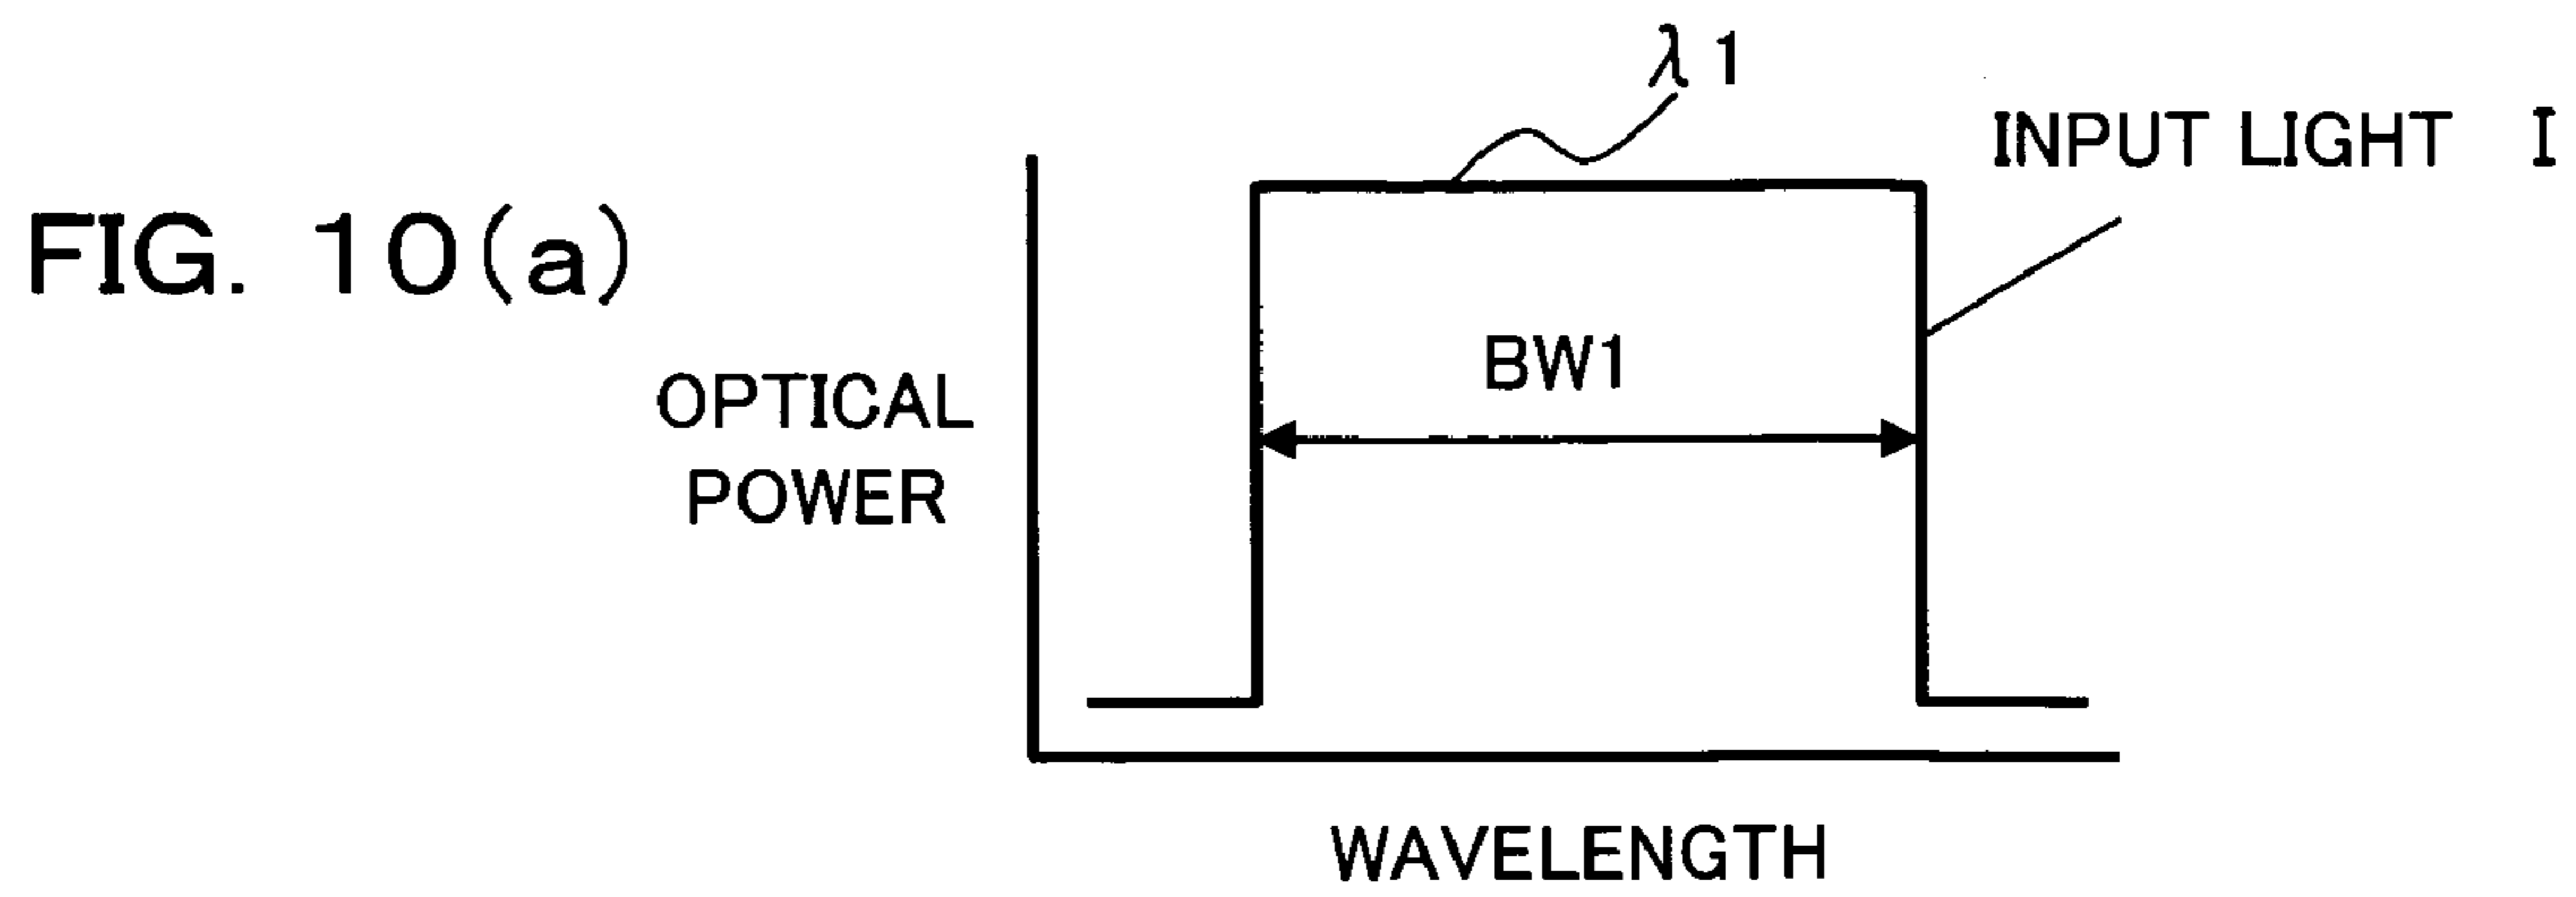 λ1
INPUT LIGHT I
FIG. 10(a)
BW1
OPTICAL
POWER
WAVELENGTH